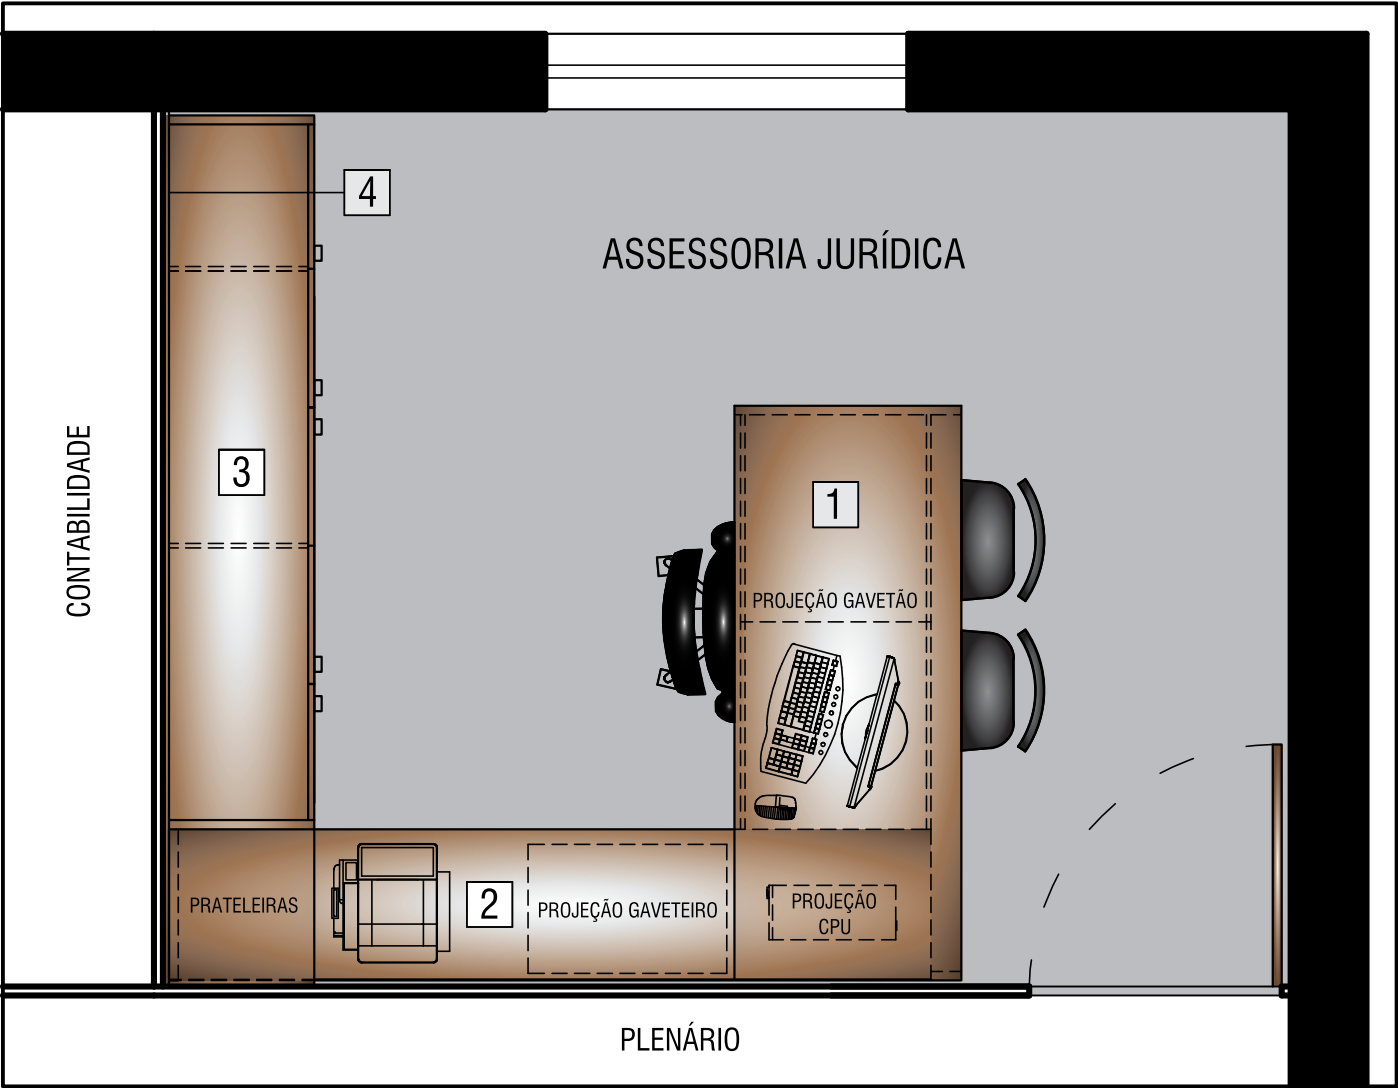 4
ASSESSORIA JURÍDICA
CONTABILIDADE
3
1
PROJEÇÃO GAVETÃO
PRATELEIRAS
2
PROJEÇÃO GAVETEIRO
PROJEÇÃO
CPU
PLENÁRIO